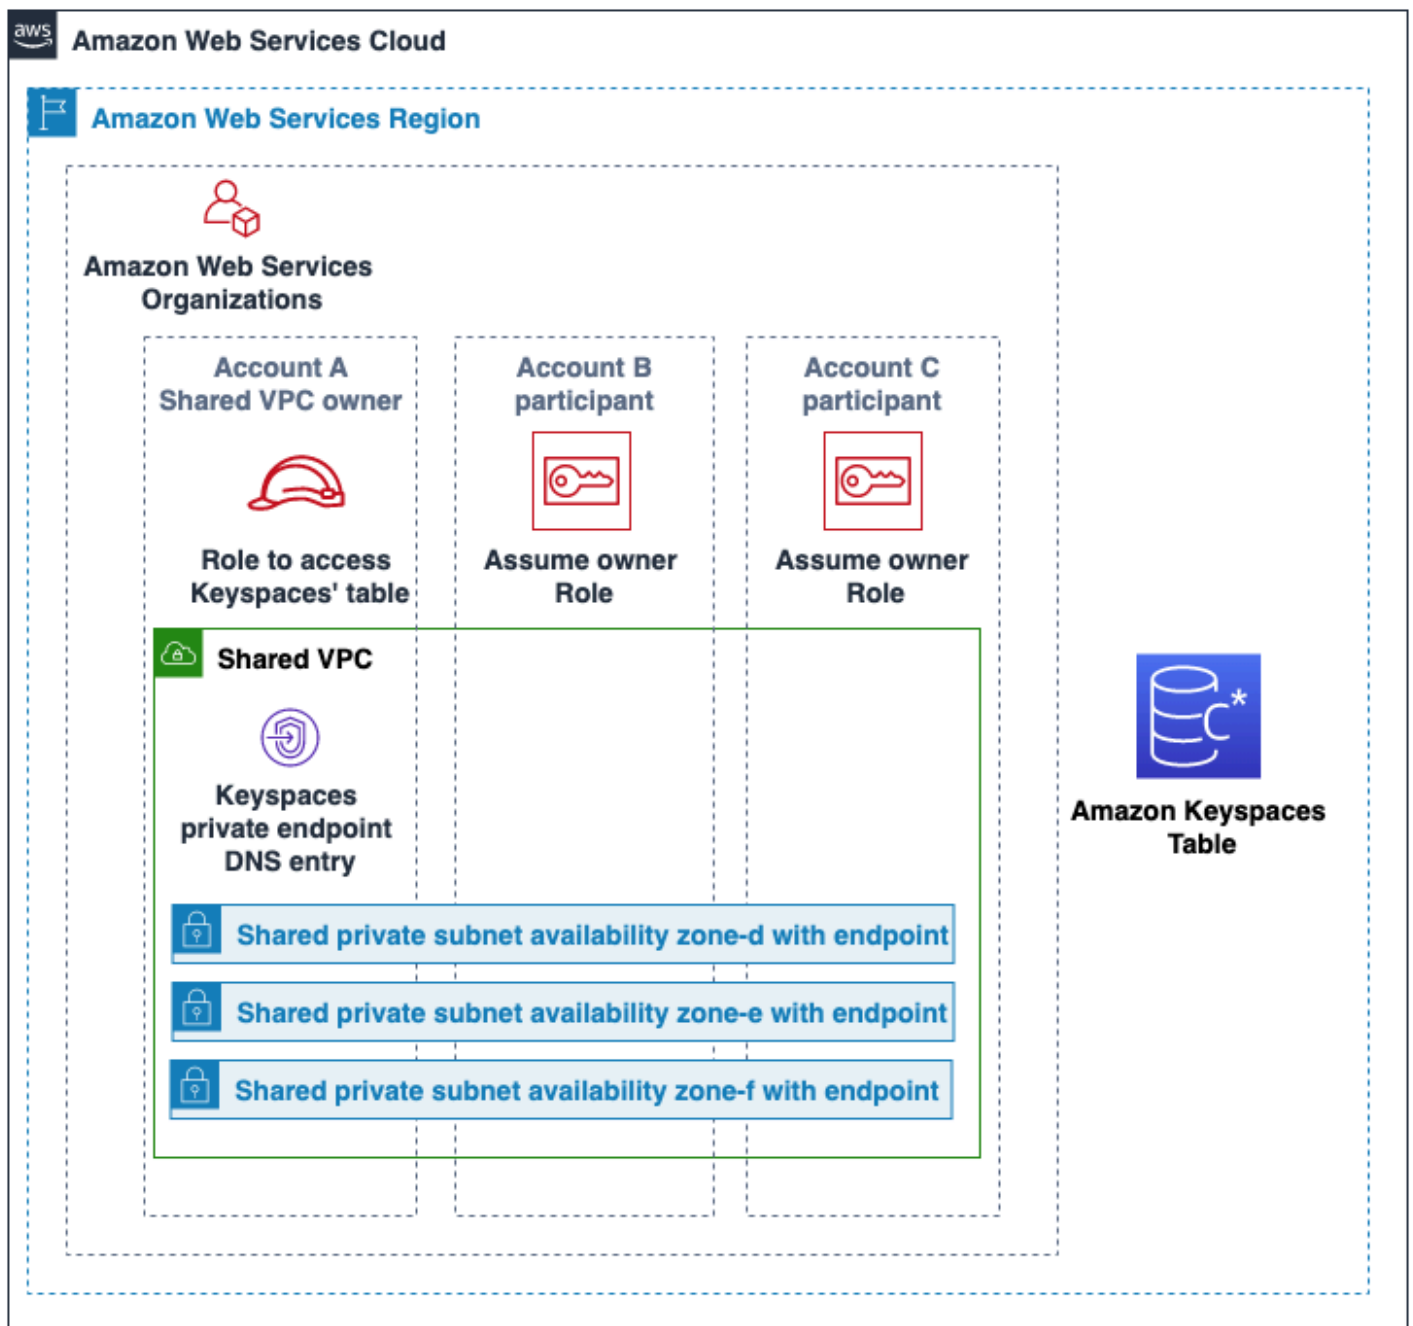 aws
Amazon Web Services Cloud
Amazon Web Services Region
Amazon Web Services
Organizations
Account A
Shared VPC owner
Role to access
Keyspaces' table
Account B
participant
Assume owner
Role
Account C
participant
Assume owner
Role
Shared VPC
Keyspaces
private endpoint
DNS entry
Shared private subnet availability zone-d with endpoint
Shared private subnet availability zone-e with endpoint
Shared private subnet availability zone-f with endpoint
C*
Amazon Keyspaces
Table